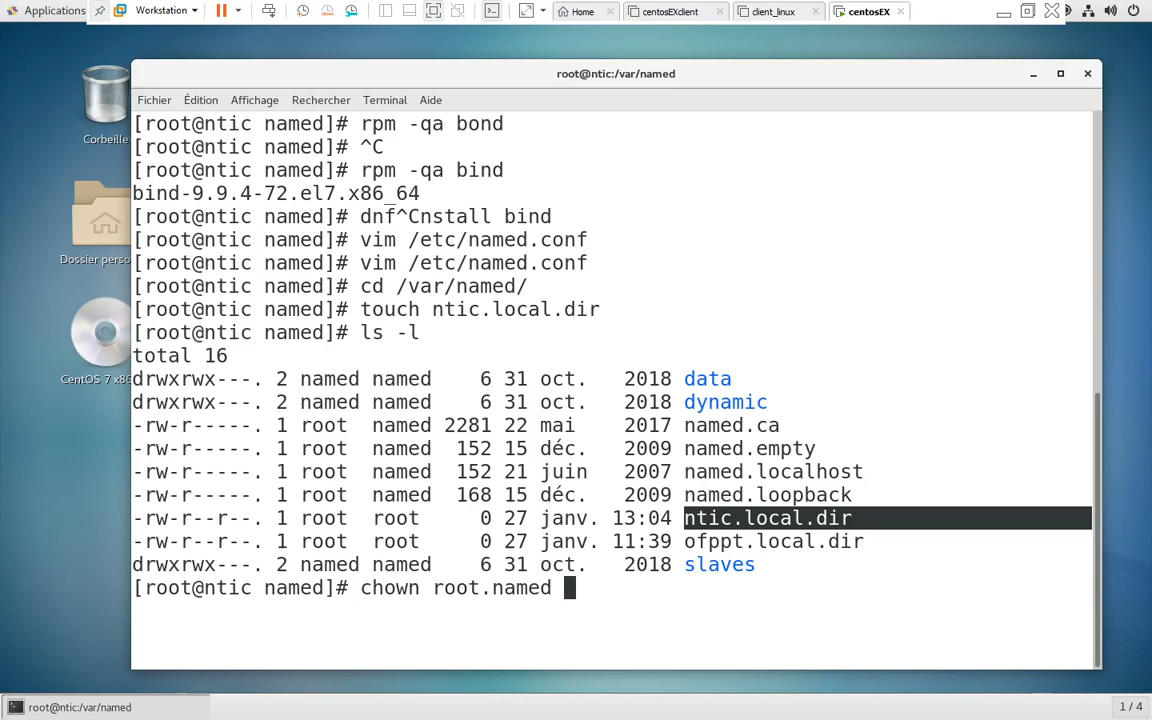 Applications
Workstation
Home
centosEXclient
client_linux
centosEX
root@ntic:/var/named
Corbeille
Dossier perso
CentOS 7 x86
Fichier Édition Affichage Rechercher Terminal Aide
[root@ntic named]# rpm -qa bond
[root@ntic named]# ^C
[root@ntic named]# rpm -qa bind
bind-9.9.4-72.el7.x86_64
[root@ntic named]# dnf^Cnstall bind
[root@ntic named]# vim /etc/named.conf
[root@ntic named]# vim /etc/named.conf
[root@ntic named]# cd /var/named/
[root@ntic named]# touch ntic.local.dir
[root@ntic named]# ls -l
total 16
drwxrwx---. 2 named named    6 31 oct.   2018 data
drwxrwx---. 2 named named    6 31 oct.   2018 dynamic
-rw-r-----. 1 root  named 2281 22 mai    2017 named.ca
-rw-r-----. 1 root  named  152 15 déc.   2009 named.empty
-rw-r-----. 1 root  named  152 21 juin   2007 named.localhost
-rw-r-----. 1 root  named  168 15 déc.   2009 named.loopback
-rw-r--r--. 1 root  root     0 27 janv. 13:04 ntic.local.dir
-rw-r--r--. 1 root  root     0 27 janv. 11:39 ofppt.local.dir
drwxrwx---. 2 named named    6 31 oct.   2018 slaves
[root@ntic named]# chown root.named
root@ntic:/var/named
1 / 4